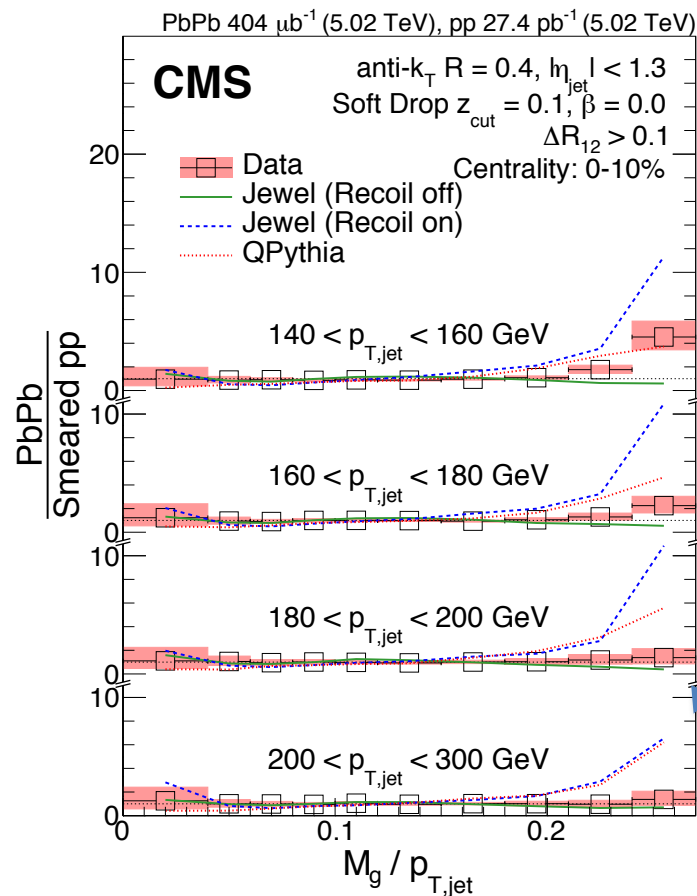 PbPb 404 μb⁻¹ (5.02 TeV), pp 27.4 pb⁻¹ (5.02 TeV)
CMS
anti-k_T R = 0.4, |η_jet| < 1.3
Soft Drop z_cut = 0.1, β = 0.0
ΔR_12 > 0.1
Centrality: 0-10%
Data
Jewel (Recoil off)
Jewel (Recoil on)
QPythia
20
10
140 < p_T,jet < 160 GeV
0
10
160 < p_T,jet < 180 GeV
0
10
180 < p_T,jet < 200 GeV
0
10
200 < p_T,jet < 300 GeV
0
PbPb
Smeared pp
0 0.1 0.2
M_g / p_T,jet